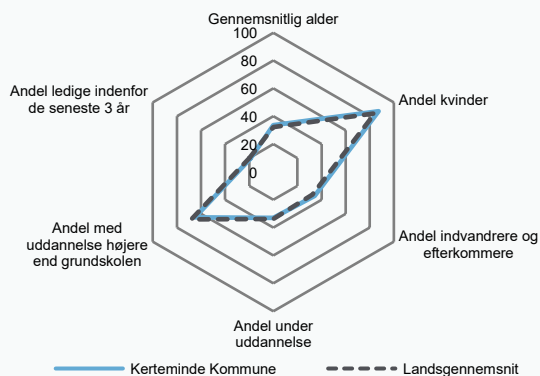 Gennemsnitlig alder
100
80
60
40
20
0
Andel kvinder
Andel indvandrere og
efterkommere
Andel under
uddannelse
Andel med
uddannelse højere
end grundskolen
Andel ledige indenfor
de seneste 3 år
Kerteminde Kommune
Landsgennemsnit